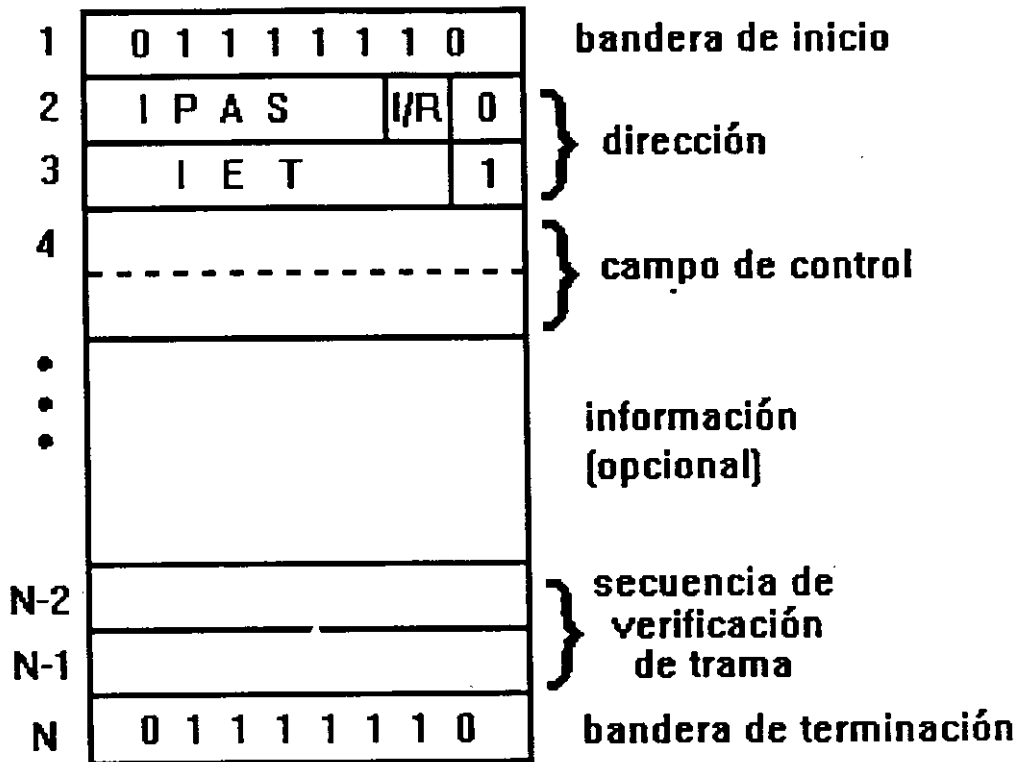 1 0 1 1 1 1 1 1 0 bandera de inicio
2 I P A S I/R 0
dirección
3 I E T 1
4
campo de control
información
(opcional)
N-2
secuencia de
verificación
de trama
N-1
N 0 1 1 1 1 1 1 0 bandera de terminación